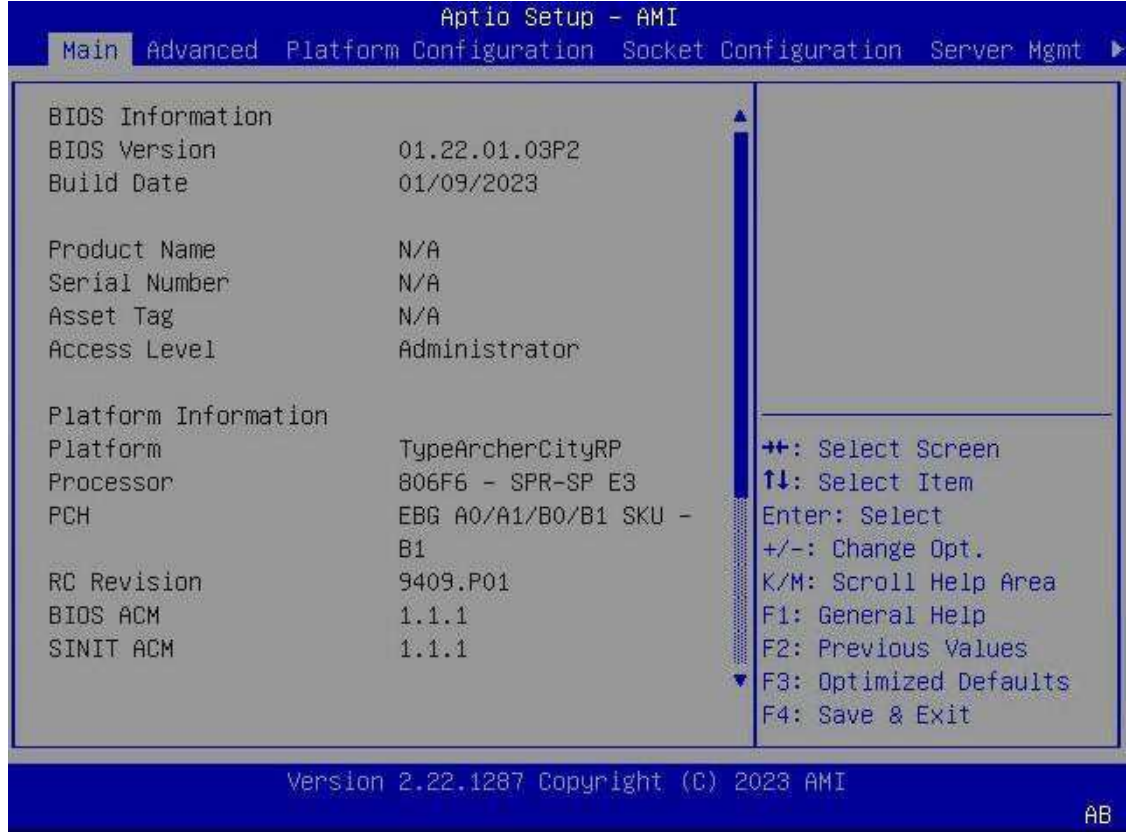 Aptio Setup - AMI
Main Advanced Platform Configuration Socket Configuration Server Mgmt ►
BIOS Information
BIOS Version 01.22.01.03P2
Build Date 01/09/2023
Product Name N/A
Serial Number N/A
Asset Tag N/A
Access Level Administrator
Platform Information
Platform TypeArcherCityRP
Processor 806F6 - SPR-SP E3
PCH EBG A0/A1/B0/B1 SKU -
B1
RC Revision 9409.P01
BIOS ACM 1.1.1
SINIT ACM 1.1.1
→←: Select Screen
↑↓: Select Item
Enter: Select
+/-: Change Opt.
K/M: Scroll Help Area
F1: General Help
F2: Previous Values
F3: Optimized Defaults
F4: Save & Exit
Version 2.22.1287 Copyright (C) 2023 AMI
AB